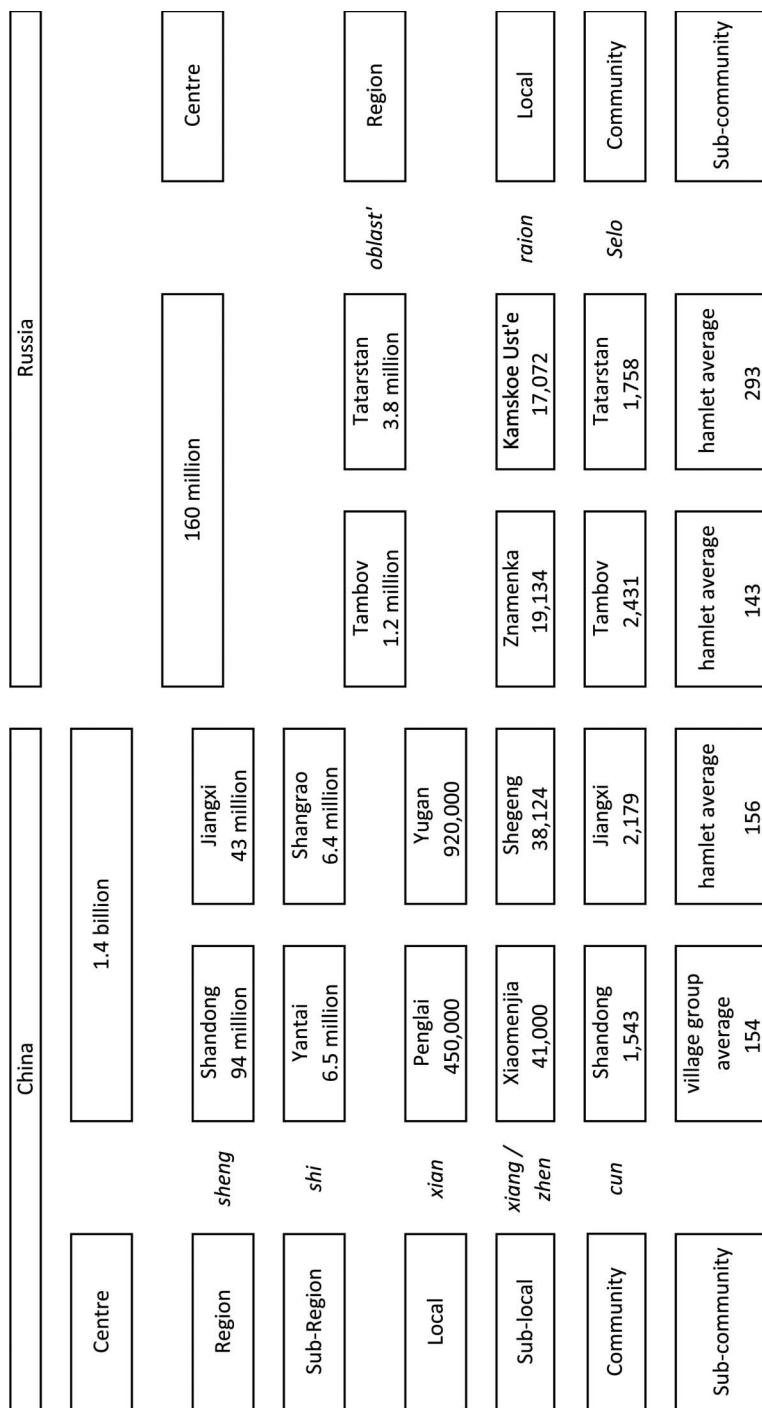 China
Russia
Centre
1.4 billion
160 million
Centre
Region
sheng
Shandong
94 million
Jiangxi
43 million
Sub-Region
shi
Yantai
6.5 million
Shangrao
6.4 million
Tambov
1.2 million
Tatarstan
3.8 million
oblast'
Region
Local
xian
Penglai
450,000
Yugan
920,000
Sub-local
xiang /
zhen
Xiaomenjia
41,000
Shegeng
38,124
Znamenka
19,134
Kamskoe Ust'e
17,072
raion
Local
Community
cun
Shandong
1,543
Jiangxi
2,179
Tambov
2,431
Tatarstan
1,758
Selo
Community
Sub-community
village group
average
154
hamlet average
156
hamlet average
143
hamlet average
293
Sub-community